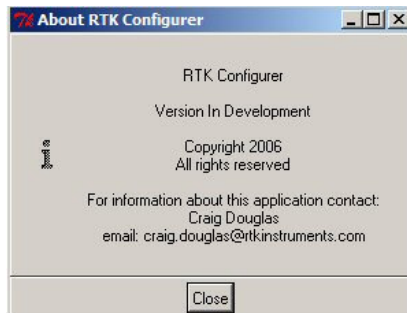 About RTK Configurer
RTK Configurer
Version In Development
Copyright 2006
All rights reserved
For information about this application contact:
Craig Douglas
email: craig.douglas@rtkinstruments.com
Close